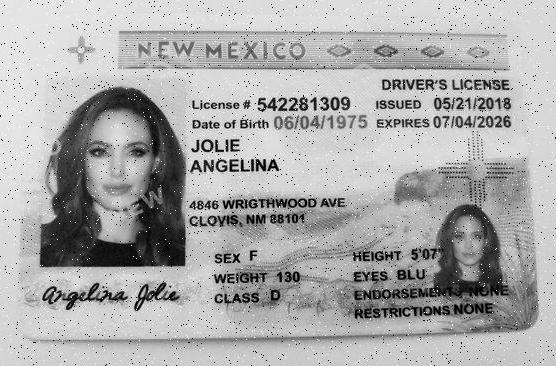 NEW MEXICO
DRIVER'S LICENSE
License # 542281309 ISSUED 05/21/2018
Date of Birth 06/04/1975 EXPIRES 07/04/2026
JOLIE
ANGELINA
4846 WRIGTHWOOD AVE
CLOVIS, NM 88101
SEX F HEIGHT 5'07"
WEIGHT 130 EYES BLU
CLASS D ENDORSEMENTS NONE
RESTRICTIONS NONE
Angelina Jolie